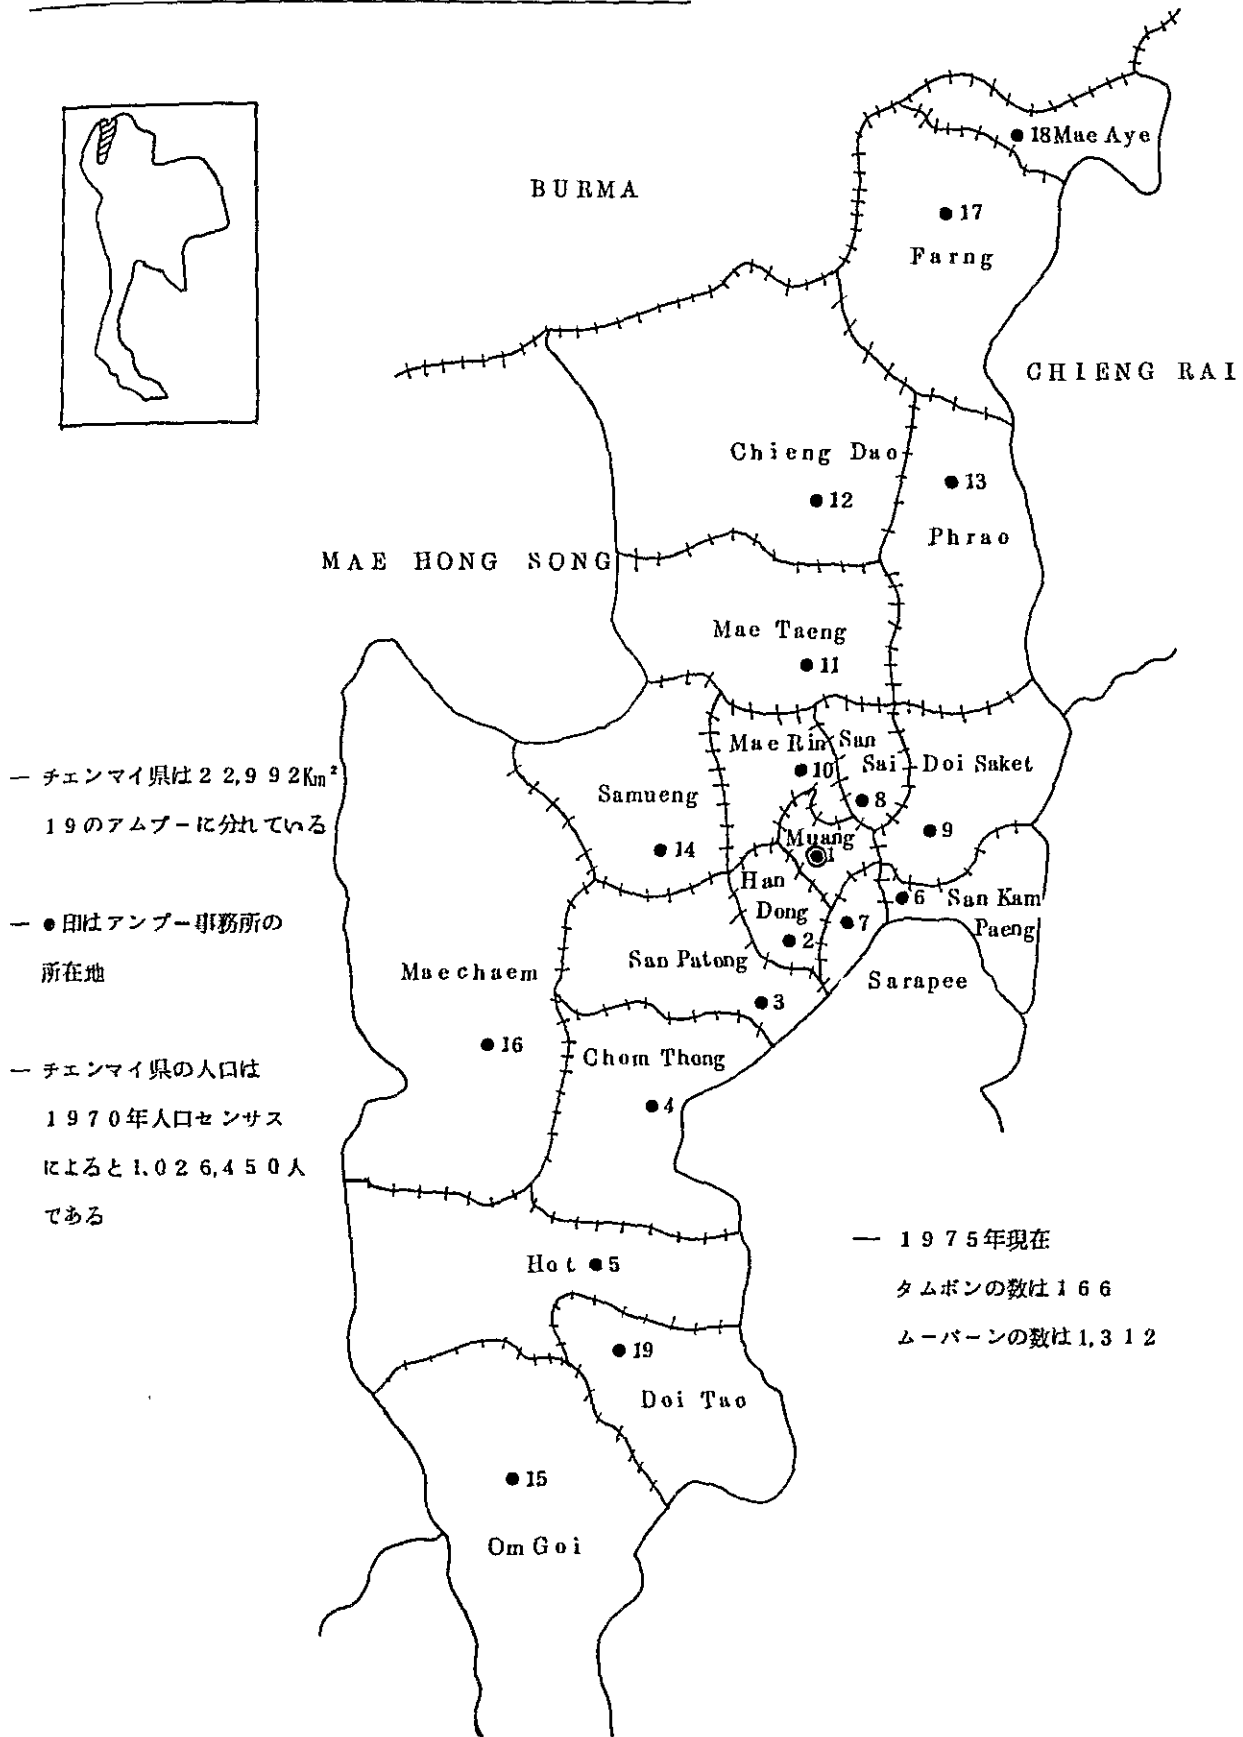 18 Mae Aye
BURMA
17
Farng
CHIENG RAI
Chieng Dao
12
13
Phrao
MAE HONG SONG
Mae Taeng
11
Mae Rin
10
San
Sai
8
Doi Saket
9
Samueng
14
Muang
1
Han
Dong
2
7
6
San Kam
Paeng
Sarapee
San Patong
3
Maechaem
16
Chom Thong
4
Hot 5
19
Doi Tao
15
Om Goi
― チェンマイ県は22,992Km²
19のアムプーに分れている
― ●印はアンプー事務所の
所在地
― チェンマイ県の人口は
1970年人口センサス
によると1.026,450人
である
― 1975年現在
タムボンの数は166
ムーバーンの数は1,312